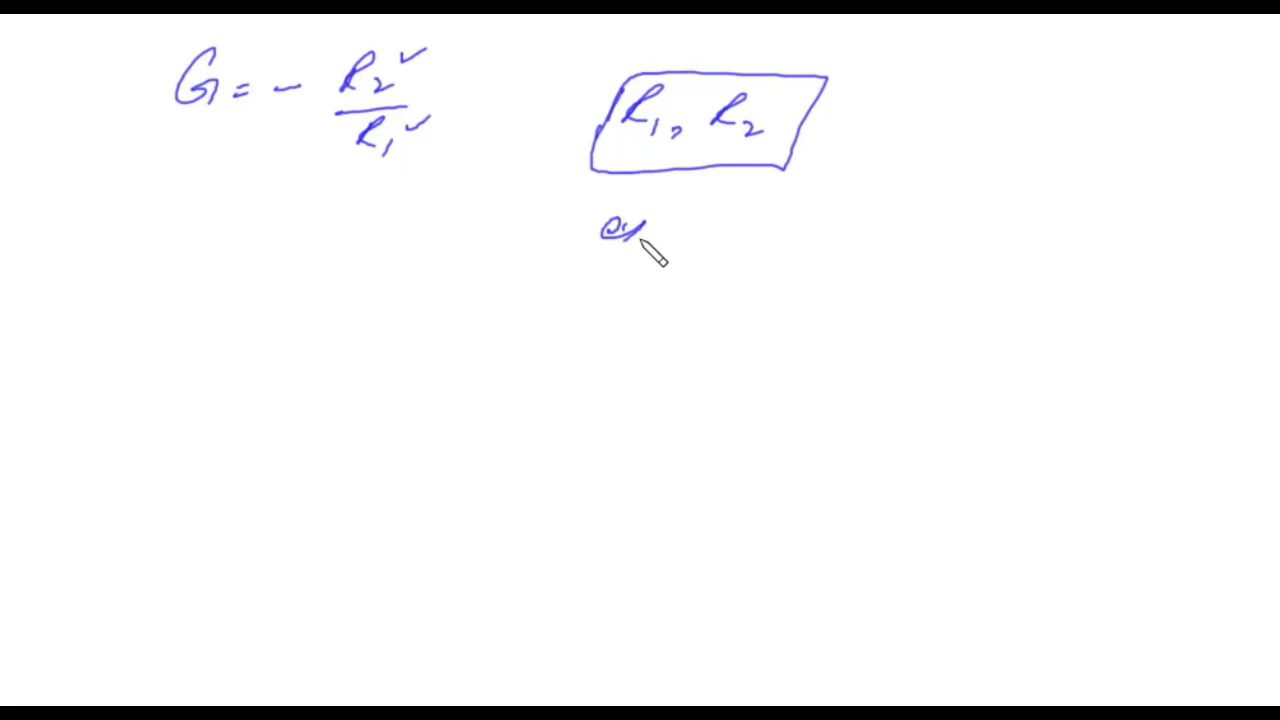 G = - R₂ ✓ / R₁ ✓
R₁, R₂